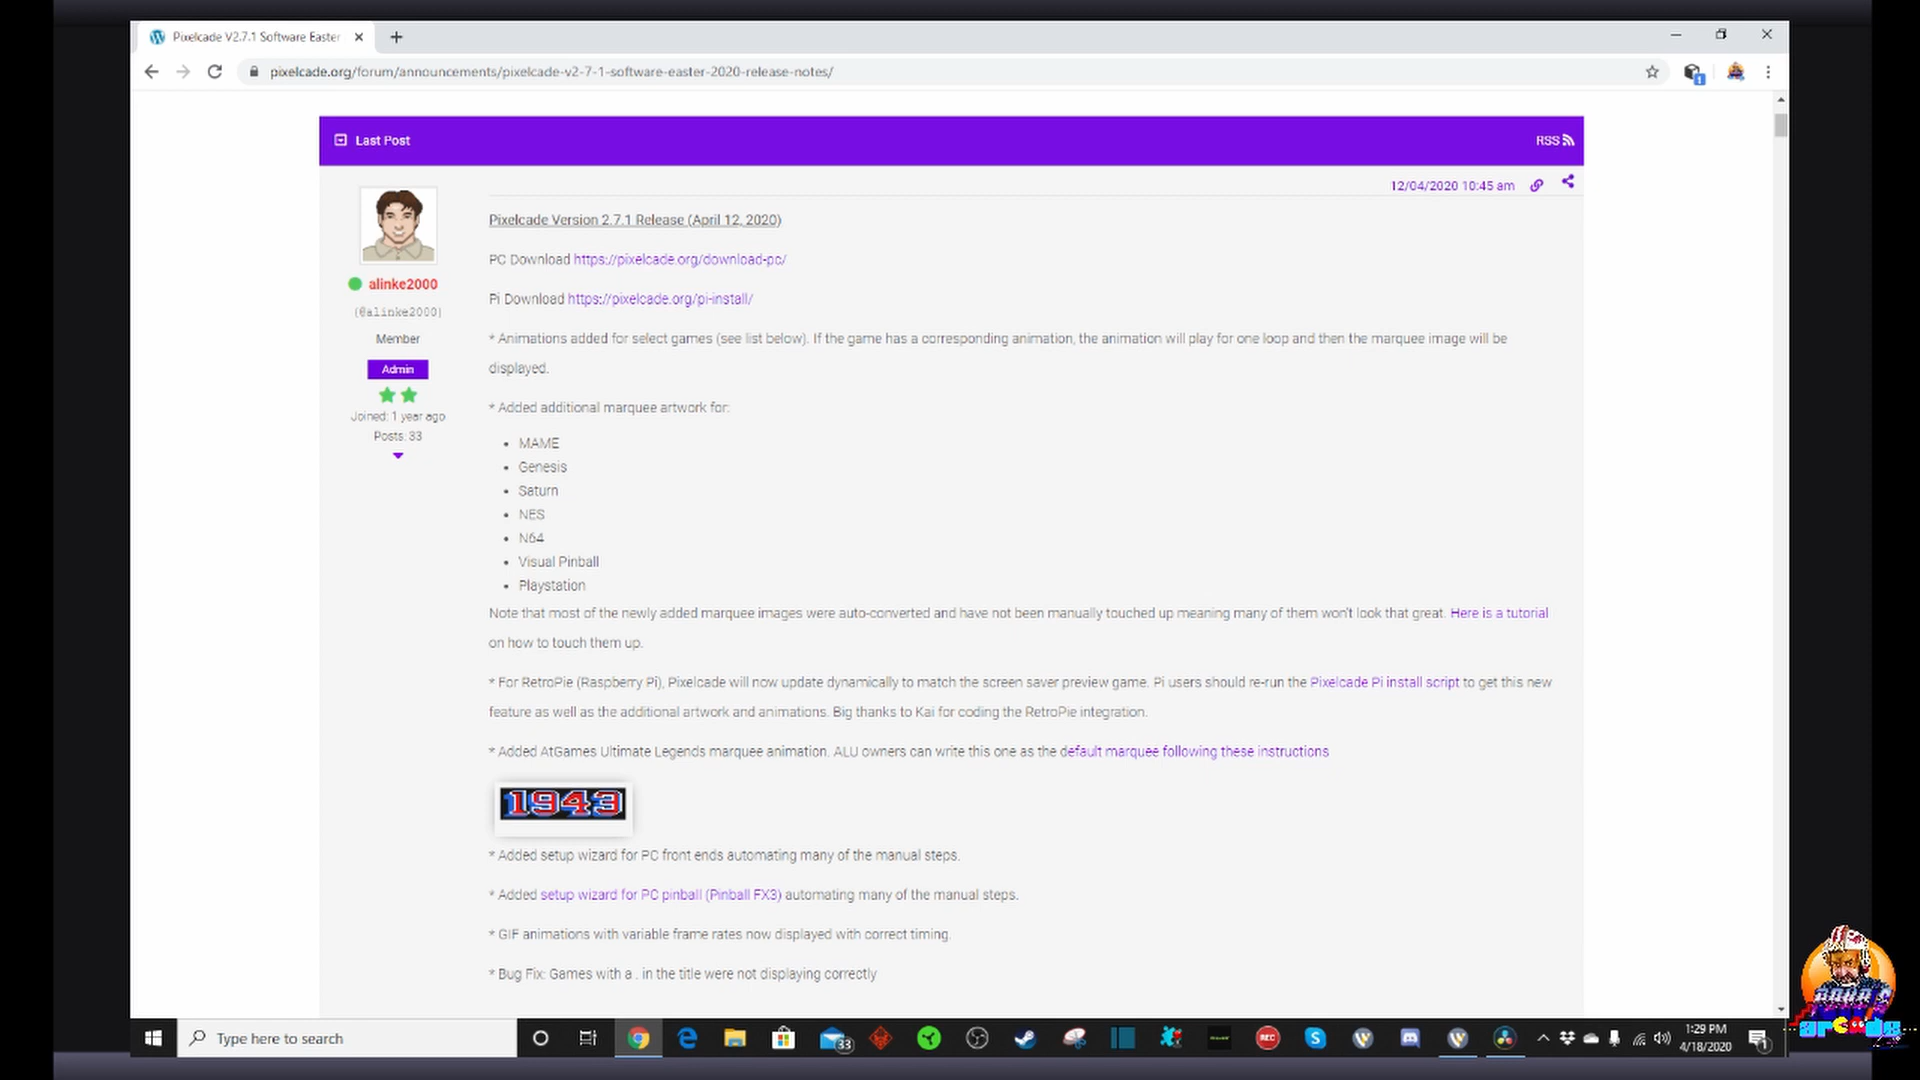 Pixelcade V2.7.1 Software Easter
pixelcade.org/forum/announcements/pixelcade-v2-7-1-software-easter-2020-release-notes/
1
Last Post
RSS
12/04/2020 10:45 am
alinke2000
(@alinke2000)
Member
Admin
Joined: 1 year ago
Posts: 33
Pixelcade Version 2.7.1 Release (April 12, 2020)
PC Download https://pixelcade.org/download-pc/
Pi Download https://pixelcade.org/pi-install/
* Animations added for select games (see list below). If the game has a corresponding animation, the animation will play for one loop and then the marquee image will be
displayed.
* Added additional marquee artwork for:
• MAME
• Genesis
• Saturn
• NES
• N64
• Visual Pinball
• Playstation
Note that most of the newly added marquee images were auto-converted and have not been manually touched up meaning many of them won't look that great. Here is a tutorial
on how to touch them up.
* For RetroPie (Raspberry Pi), Pixelcade will now update dynamically to match the screen saver preview game. Pi users should re-run the Pixelcade Pi install script to get this new
feature as well as the additional artwork and animations. Big thanks to Kai for coding the RetroPie integration.
* Added AtGames Ultimate Legends marquee animation. ALU owners can write this one as the default marquee following these instructions
1943
* Added setup wizard for PC front ends automating many of the manual steps.
* Added setup wizard for PC pinball (Pinball FX3) automating many of the manual steps.
* GIF animations with variable frame rates now displayed with correct timing.
* Bug Fix: Games with a . in the title were not displaying correctly
Type here to search
33
REC
1:29 PM
4/18/2020
1
arcade